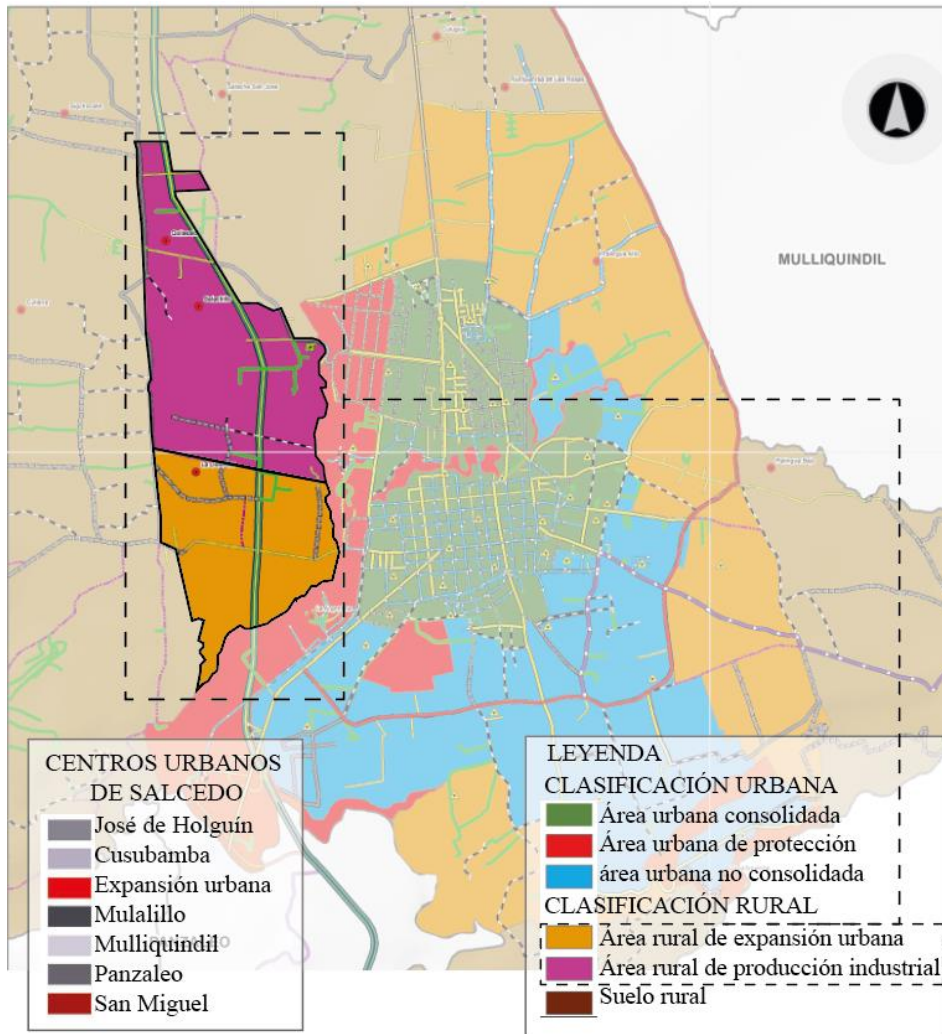 MULLIQUINDIL
CENTROS URBANOS
DE SALCEDO
José de Holguín
Cusubamba
Expansión urbana
Mulalillo
Mulliquindil
Panzaleo
San Miguel
LEYENDA
CLASIFICACIÓN URBANA
Área urbana consolidada
Área urbana de protección
área urbana no consolidada
CLASIFICACIÓN RURAL
Área rural de expansión urbana
Área rural de producción industrial
Suelo rural